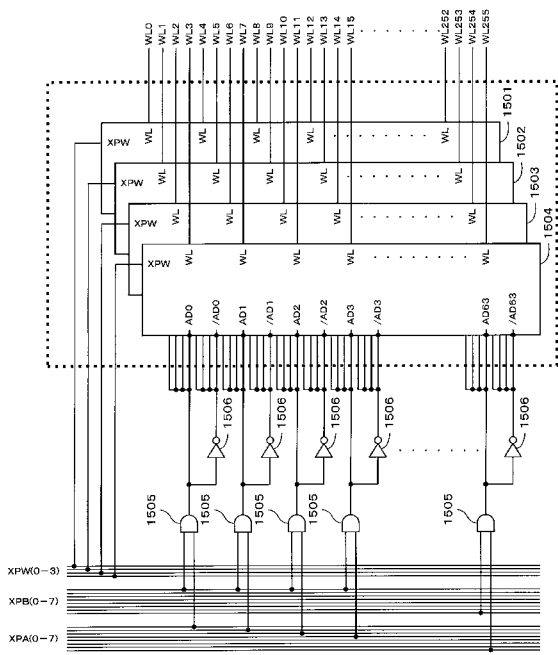 WL0
WL1
WL2
WL3
WL4
WL5
WL6
WL7
WL8
WL9
WL10
WL11
WL12
WL13
WL14
WL15
WL252
WL253
WL254
WL255
XPW WL WL WL WL WL 1501
XPW WL WL WL WL WL 1502
XPW WL WL WL WL WL 1503
XPW WL WL WL WL WL 1504
AD0
/AD0
AD1
/AD1
AD2
/AD2
AD3
/AD3
AD63
/AD63
1506
1506
1506
1506
1506
1505
1505
1505
1505
1505
XPW(0-3)
XPB(0-7)
XPA(0-7)